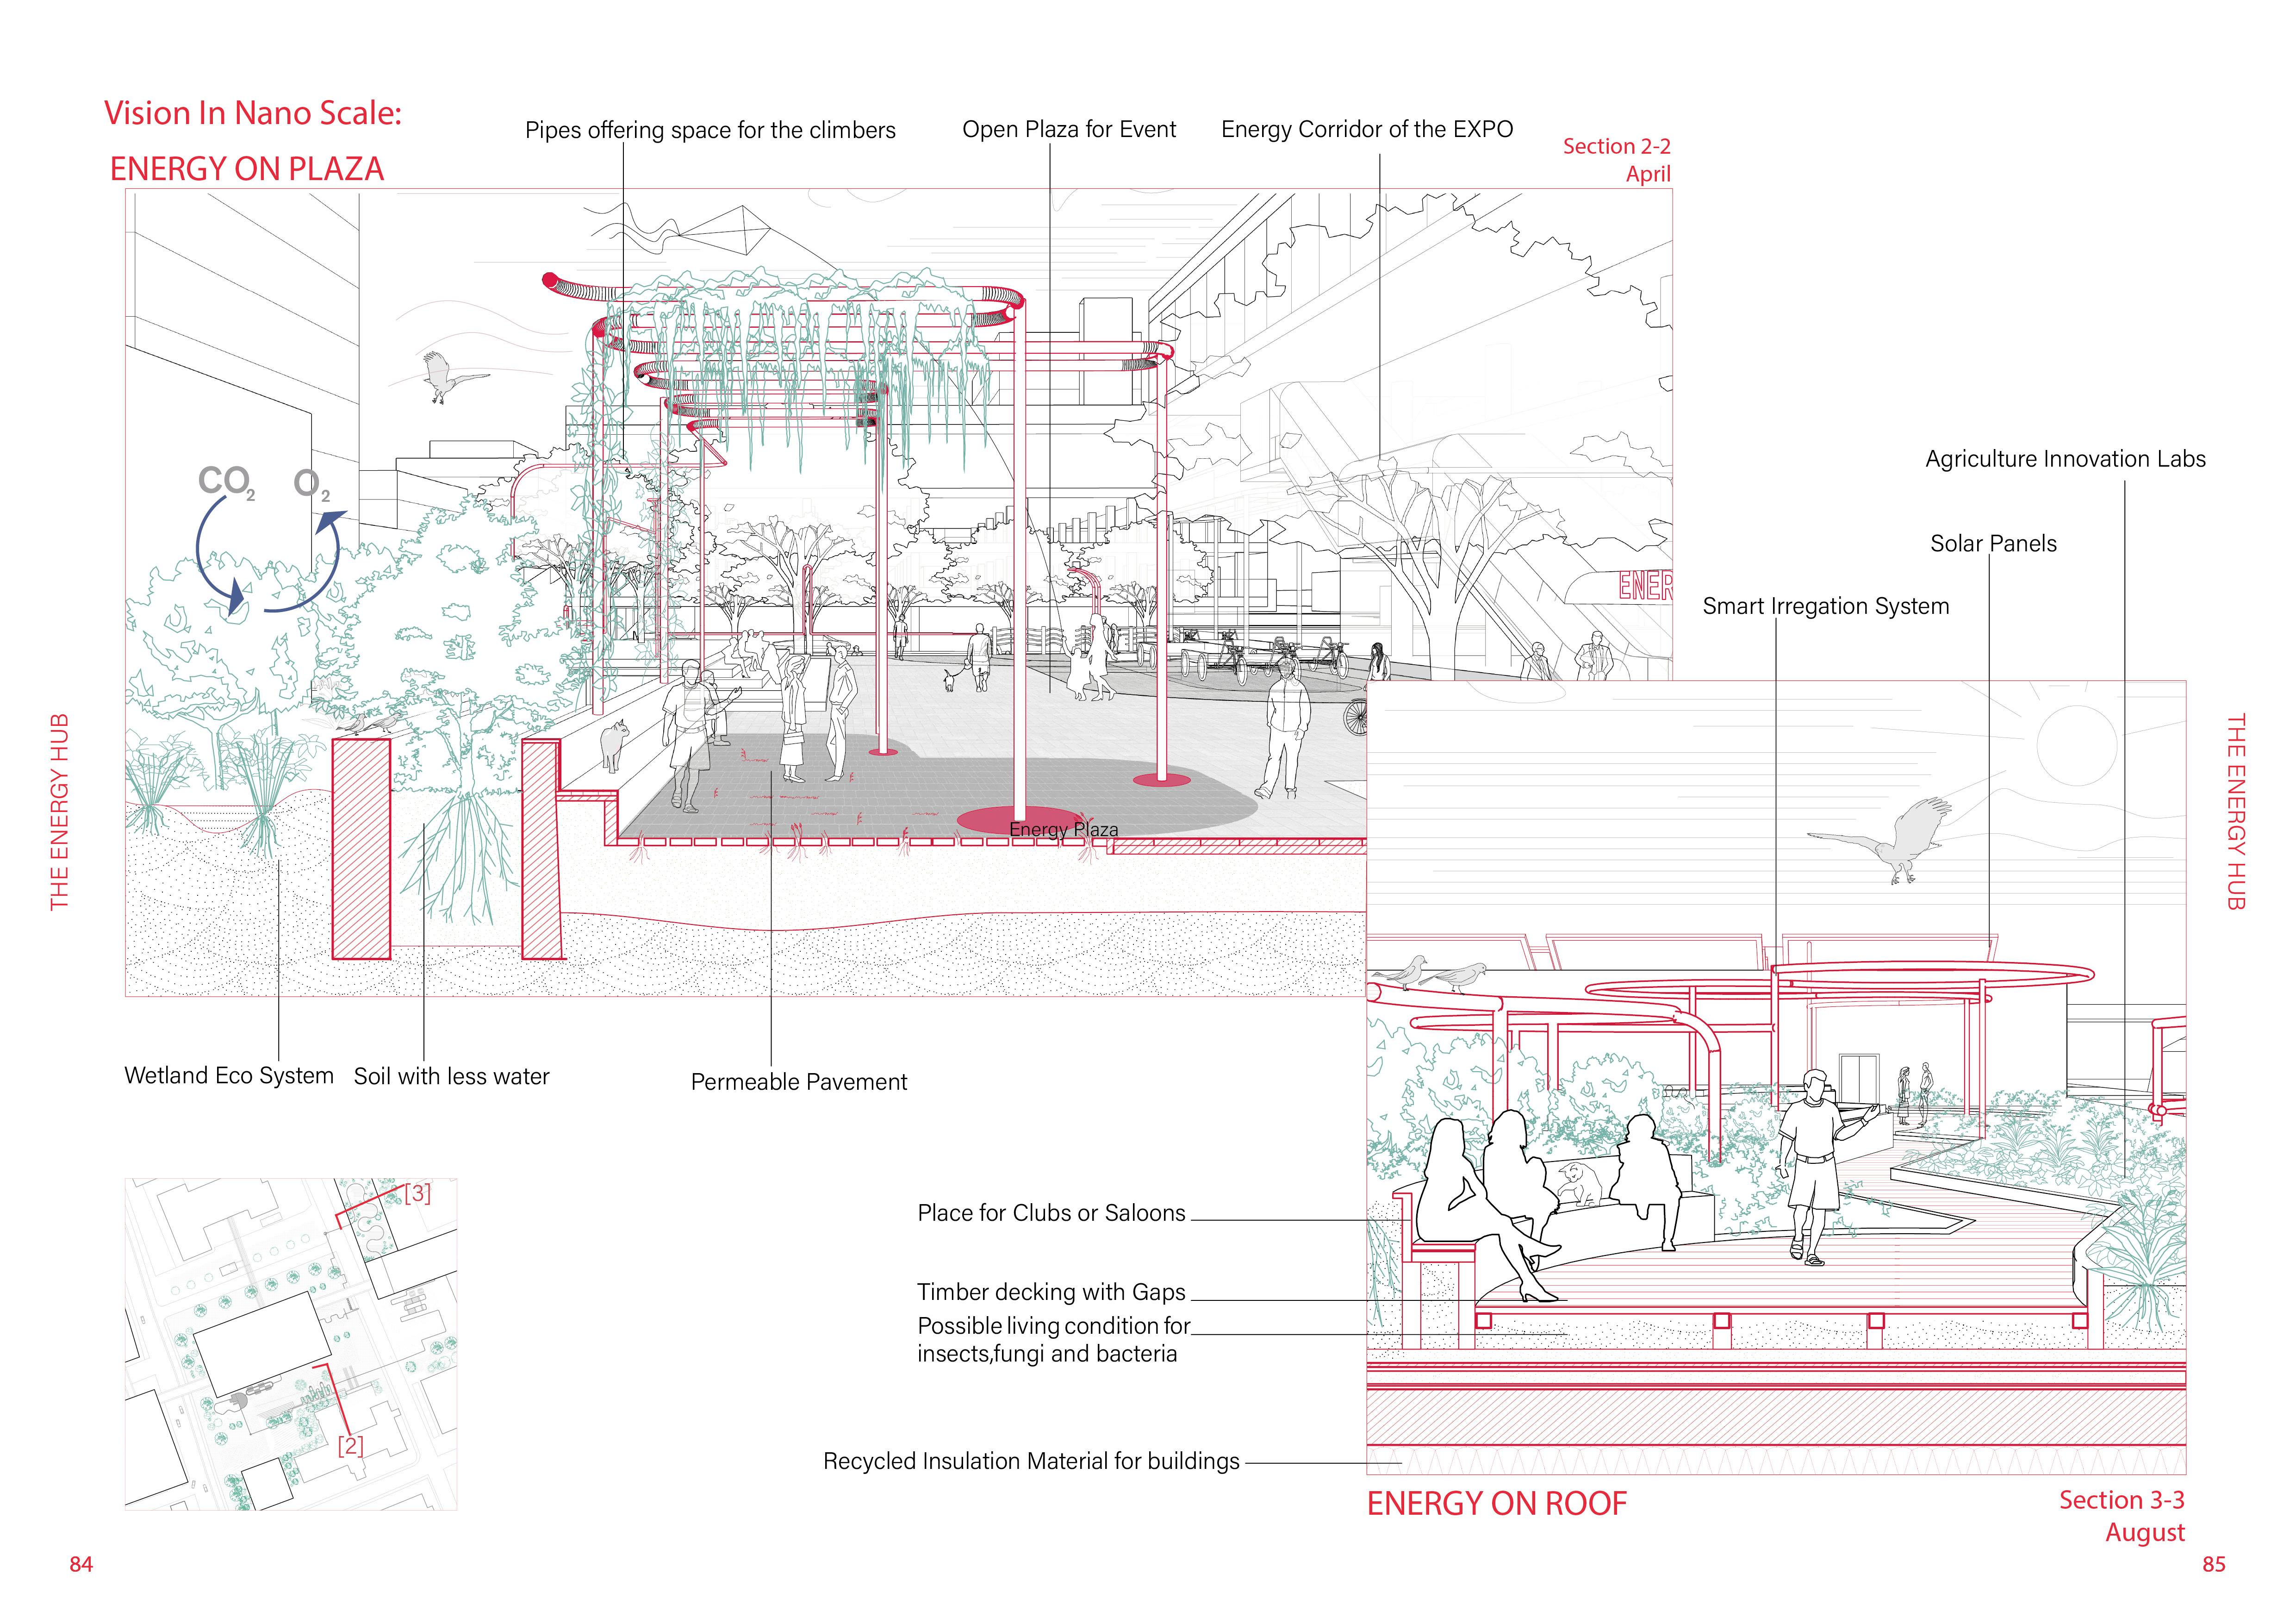 Vision In Nano Scale:
ENERGY ON PLAZA
Pipes offering space for the climbers
Open Plaza for Event
Energy Corridor of the EXPO
Section 2-2
April
CO2
O2
ENER
Energy Plaza
Agriculture Innovation Labs
Solar Panels
Smart Irregation System
THE ENERGY HUB
THE ENERGY HUB
Wetland Eco System
Soil with less water
Permeable Pavement
[3]
[2]
Place for Clubs or Saloons
Timber decking with Gaps
Possible living condition for
insects,fungi and bacteria
Recycled Insulation Material for buildings
ENERGY ON ROOF
Section 3-3
August
84
85